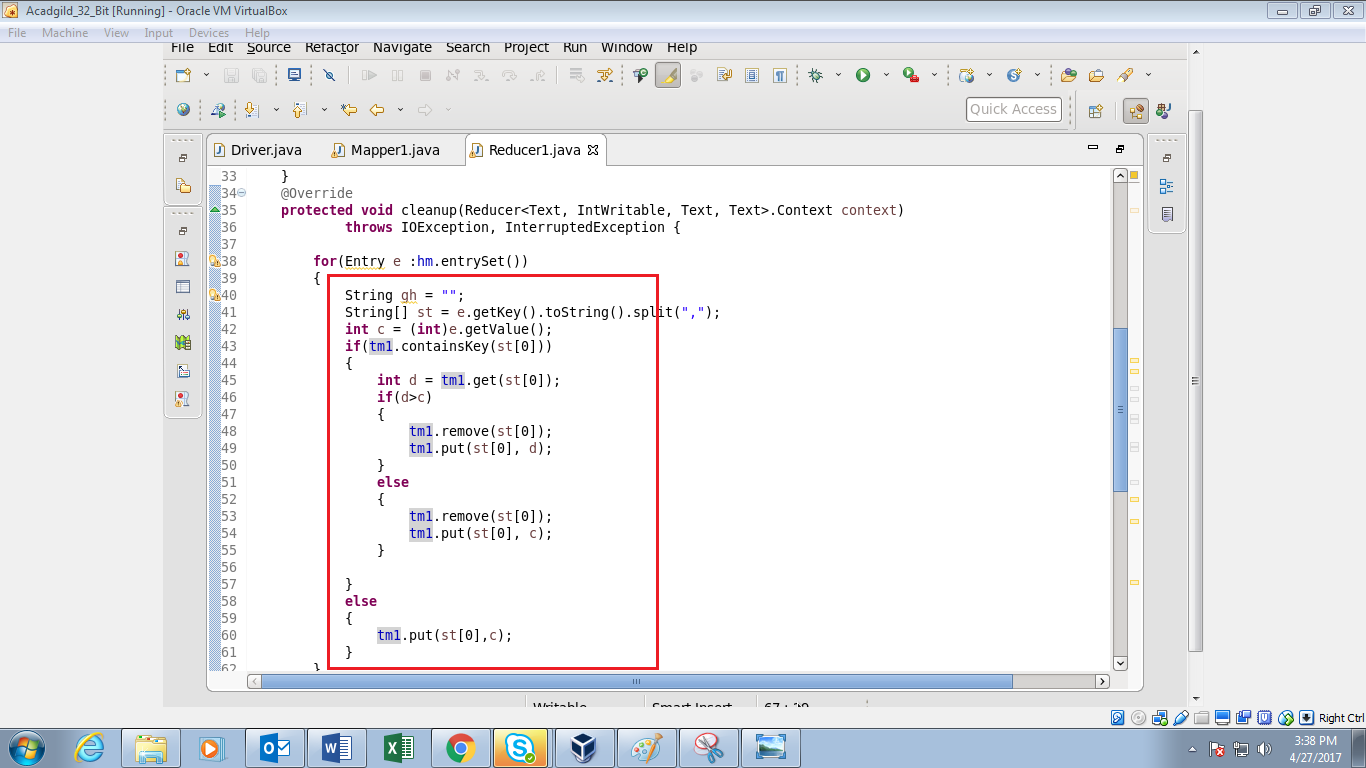 Acadgild_32_Bit [Running] - Oracle VM VirtualBox
File Machine View Input Devices Help
File Edit Source Refactor Navigate Search Project Run Window Help
Quick Access
Driver.java Mapper1.java Reducer1.java
33 }
34 @Override
35 protected void cleanup(Reducer<Text, IntWritable, Text, Text>.Context context)
36 throws IOException, InterruptedException {
37
38 for(Entry e :hm.entrySet())
39 {
40 String gh = "";
41 String[] st = e.getKey().toString().split(",");
42 int c = (int)e.getValue();
43 if(tm1.containsKey(st[0]))
44 {
45 int d = tm1.get(st[0]);
46 if(d>c)
47 {
48 tm1.remove(st[0]);
49 tm1.put(st[0], d);
50 }
51 else
52 {
53 tm1.remove(st[0]);
54 tm1.put(st[0], c);
55 }
56
57 }
58 else
59 {
60 tm1.put(st[0],c);
61 }
62 }
Writable Smart Insert
Right Ctrl
3:38 PM
4/27/2017